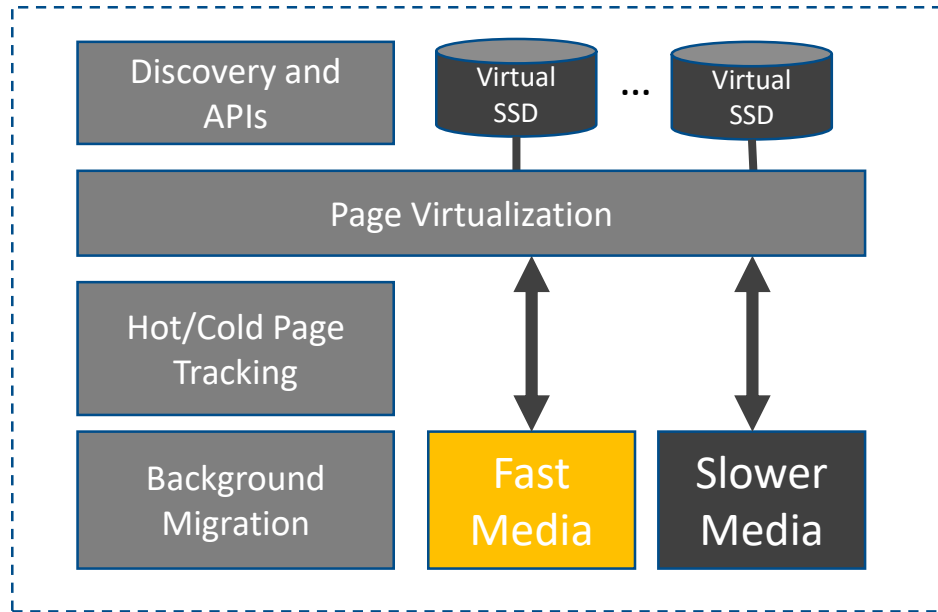 Discovery and
APIs
Virtual
SSD
...
Virtual
SSD
Page Virtualization
Hot/Cold Page
Tracking
Background
Migration
Fast
Media
Slower
Media